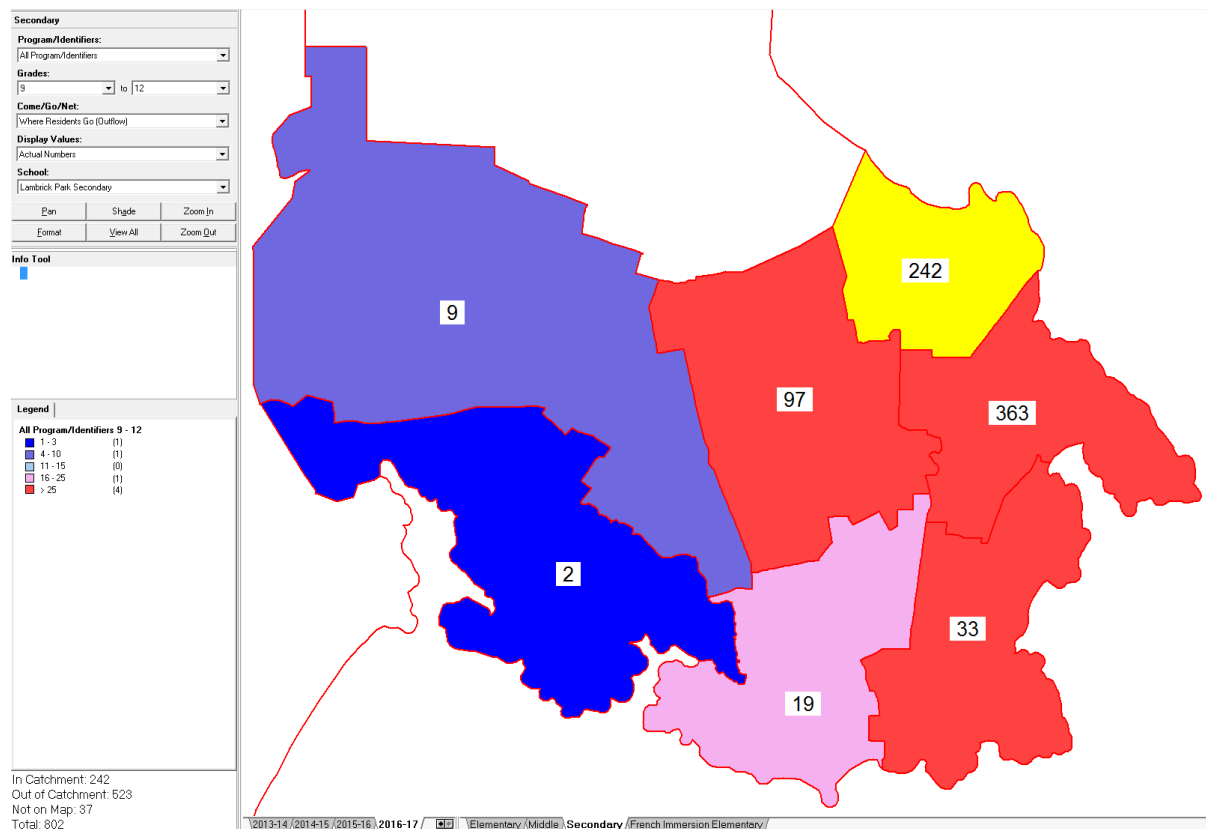 Secondary
Program/Identifiers:
All Program/Identifiers
Grades:
9 to 12
Come/Go/Net:
Where Residents Go (Outflow)
Display Values:
Actual Numbers
School:
Lambrick Park Secondary
Pan Shade Zoom In
Format View All Zoom Out
Info Tool
Legend
All Program/Identifiers 9 - 12
1 - 3 (1)
4 - 10 (1)
11 - 15 (0)
16 - 25 (1)
> 25 (4)
In Catchment: 242
Out of Catchment: 523
Not on Map: 37
Total: 802
242
9
97
363
2
33
19
2013-14 2014-15 2015-16 2016-17 Elementary Middle Secondary French Immersion Elementary